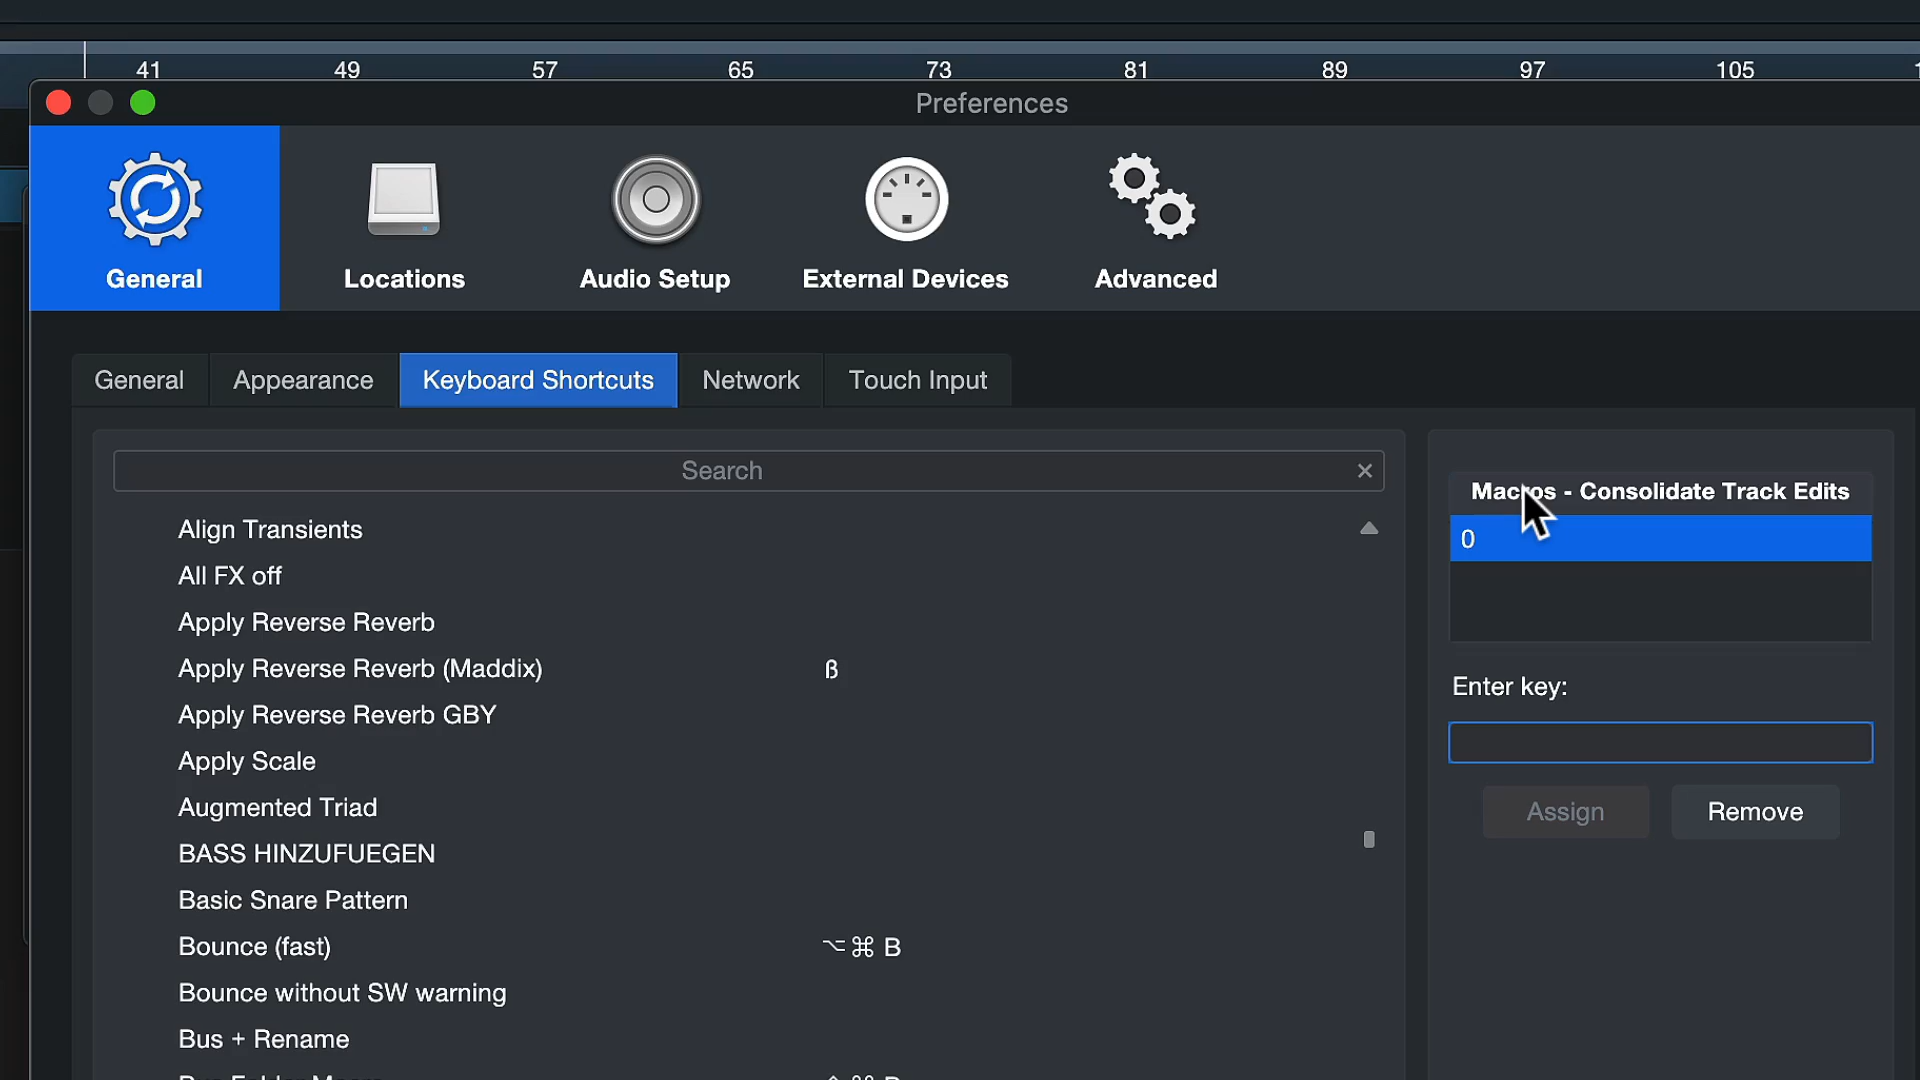 41 49 57 65 73 81 89 97 105
Preferences
General Locations Audio Setup External Devices Advanced
General Appearance Keyboard Shortcuts Network Touch Input
Search
Macros - Consolidate Track Edits
0
Enter key:
Assign Remove
Align Transients
All FX off
Apply Reverse Reverb
Apply Reverse Reverb (Maddix) ß
Apply Reverse Reverb GBY
Apply Scale
Augmented Triad
BASS HINZUFUEGEN
Basic Snare Pattern
Bounce (fast) ⌥⌘ B
Bounce without SW warning
Bus + Rename